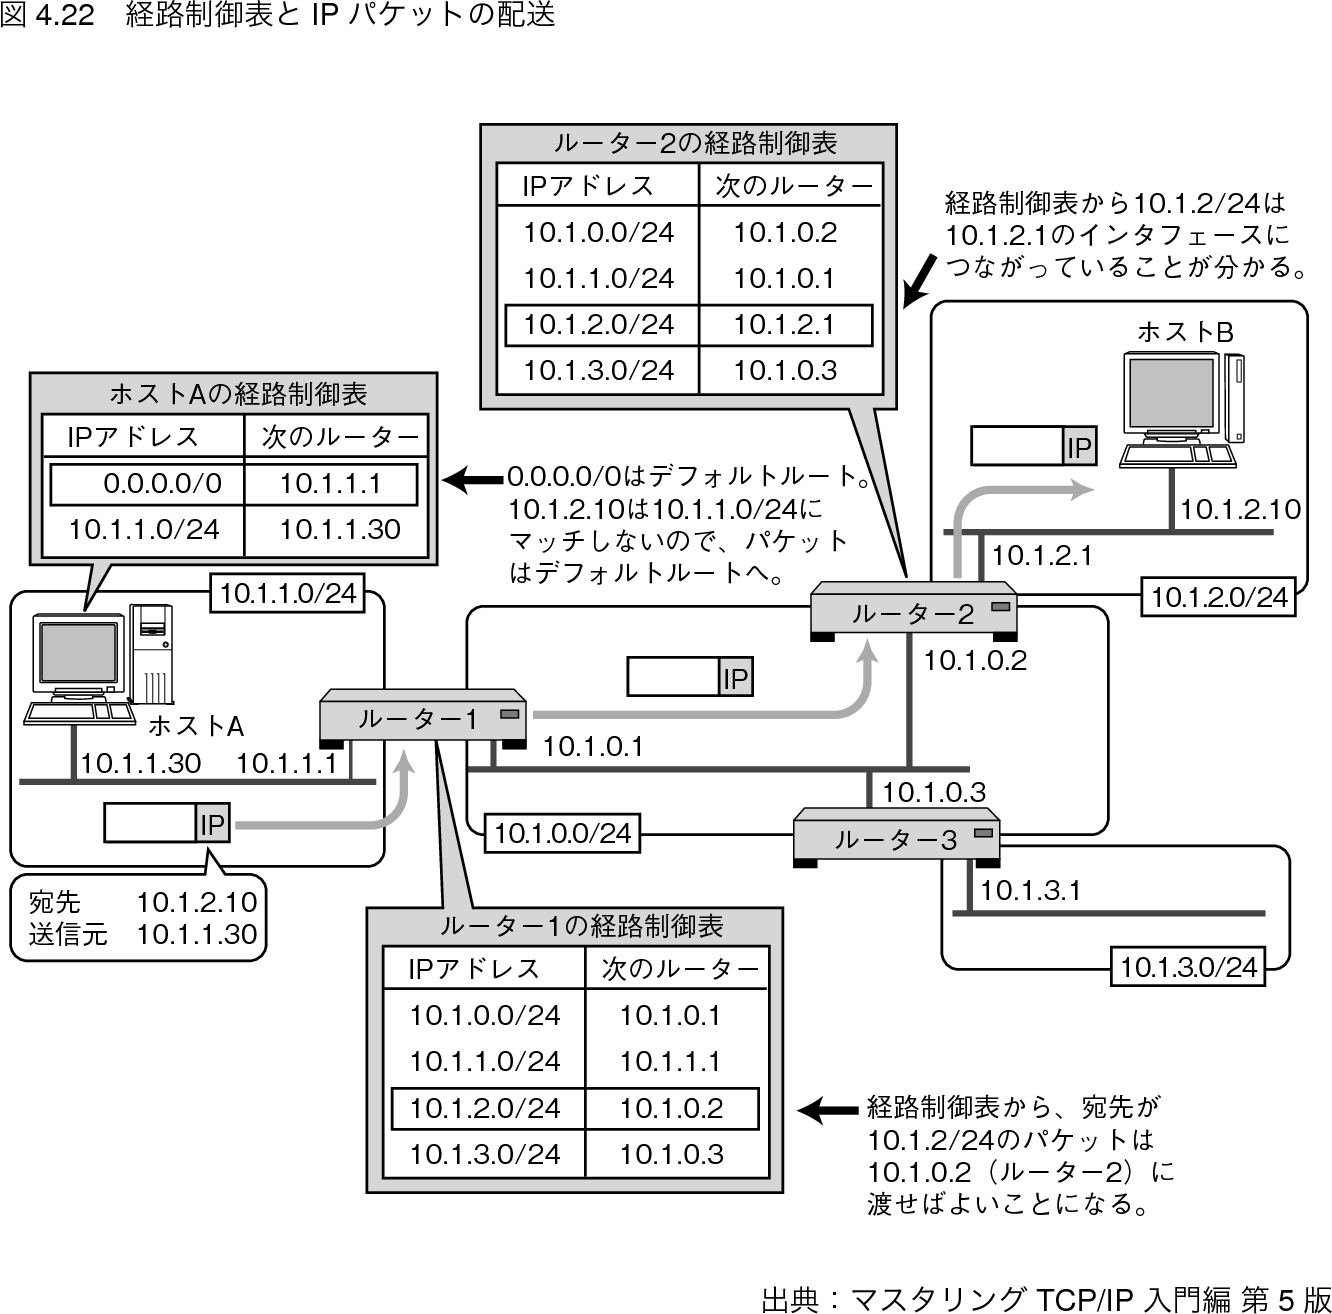 図 4.22　経路制御表と IP パケットの配送
ルーター2の経路制御表
IPアドレス　次のルーター
10.1.0.0/24　10.1.0.2
10.1.1.0/24　10.1.0.1
10.1.2.0/24　10.1.2.1
10.1.3.0/24　10.1.0.3
経路制御表から10.1.2/24は
10.1.2.1のインタフェースに
つながっていることが分かる。
ホストB
IP
10.1.2.10
10.1.2.1
10.1.2.0/24
ホストAの経路制御表
IPアドレス　次のルーター
0.0.0.0/0　10.1.1.1
10.1.1.0/24　10.1.1.30
0.0.0.0/0はデフォルトルート。
10.1.2.10は10.1.1.0/24に
マッチしないので、パケット
はデフォルトルートへ。
10.1.1.0/24
ホストA
10.1.1.30　10.1.1.1
IP
宛先　10.1.2.10
送信元　10.1.1.30
ルーター1
10.1.0.1
IP
ルーター2
10.1.0.2
10.1.0.3
10.1.0.0/24
ルーター3
10.1.3.1
10.1.3.0/24
ルーター1の経路制御表
IPアドレス　次のルーター
10.1.0.0/24　10.1.0.1
10.1.1.0/24　10.1.1.1
10.1.2.0/24　10.1.0.2
10.1.3.0/24　10.1.0.3
経路制御表から、宛先が
10.1.2/24のパケットは
10.1.0.2（ルーター2）に
渡せばよいことになる。
出典：マスタリング TCP/IP 入門編 第 5 版